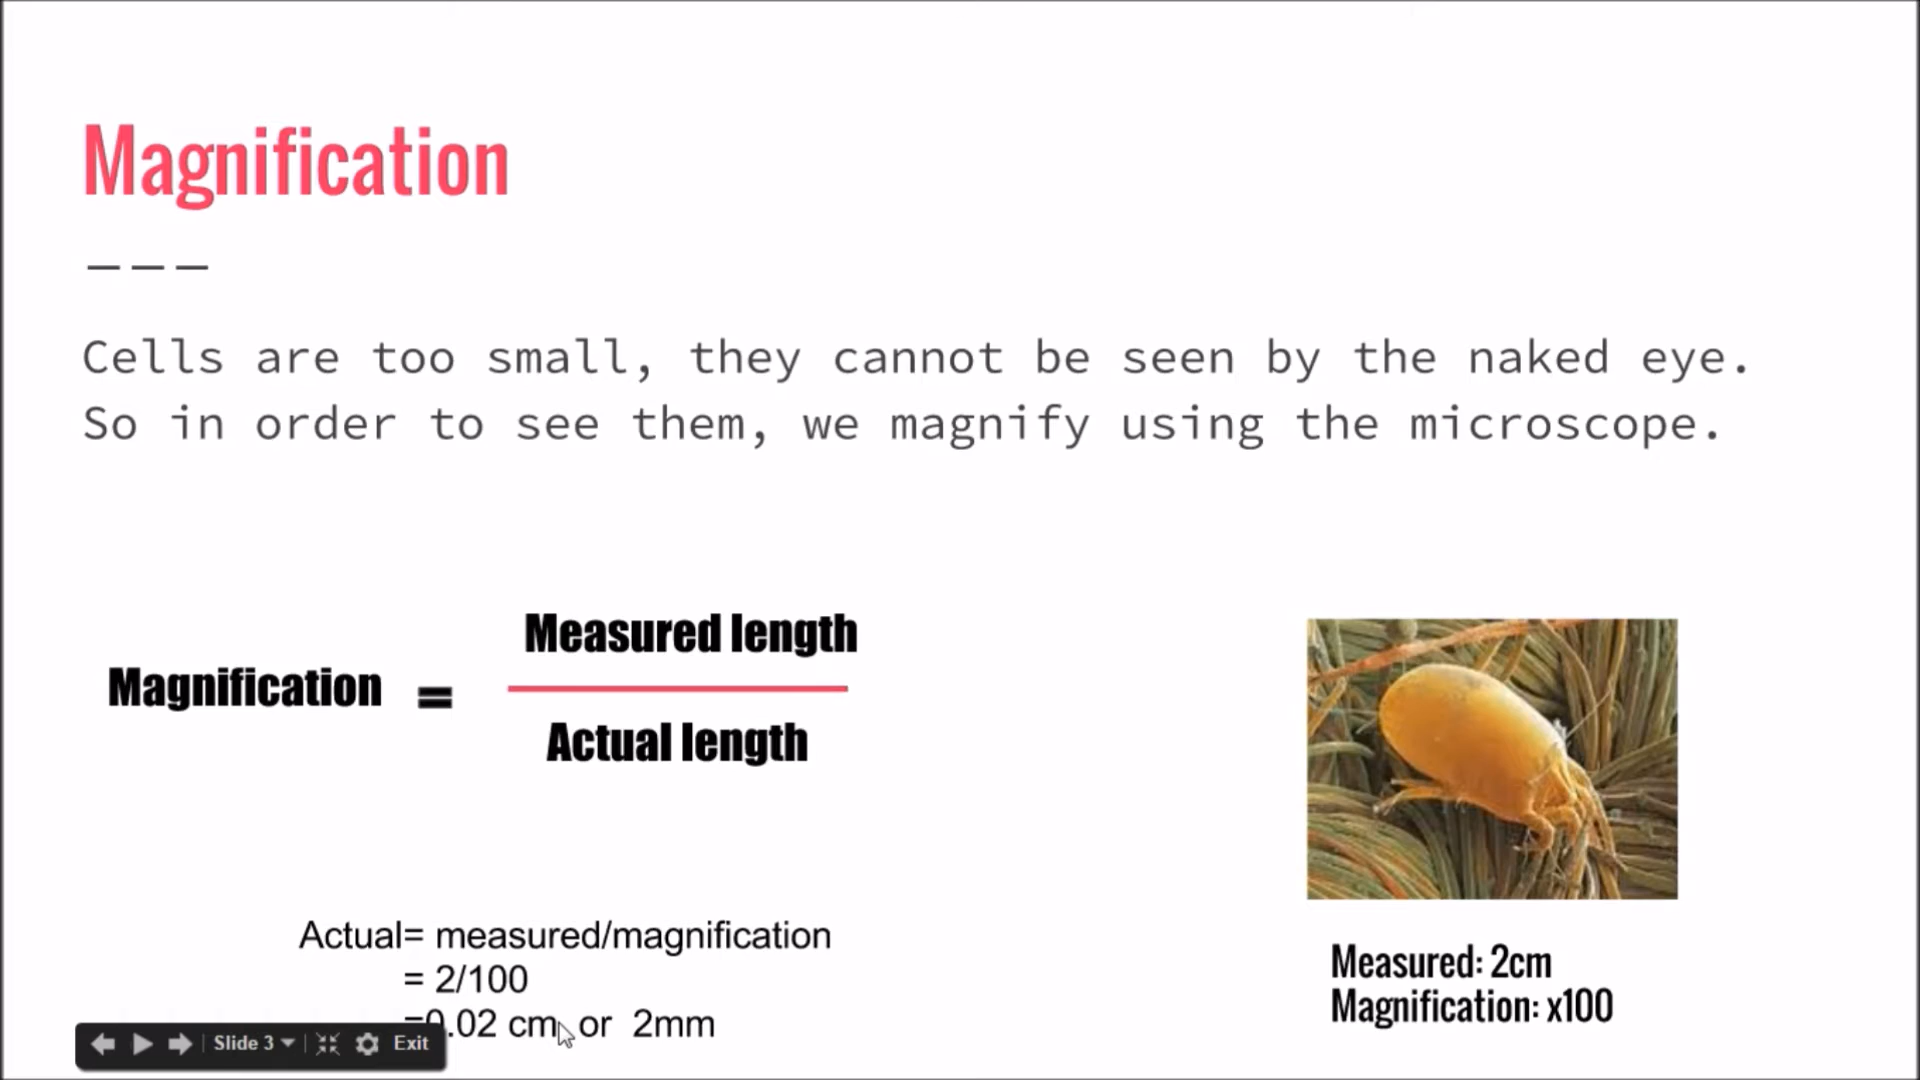 Magnification
———
Cells are too small, they cannot be seen by the naked eye.
So in order to see them, we magnify using the microscope.
Measured length
Magnification =
Actual length
Actual= measured/magnification
= 2/100
=0.02 cm or 2mm
Measured: 2cm
Magnification: x100
Slide 3
Exit